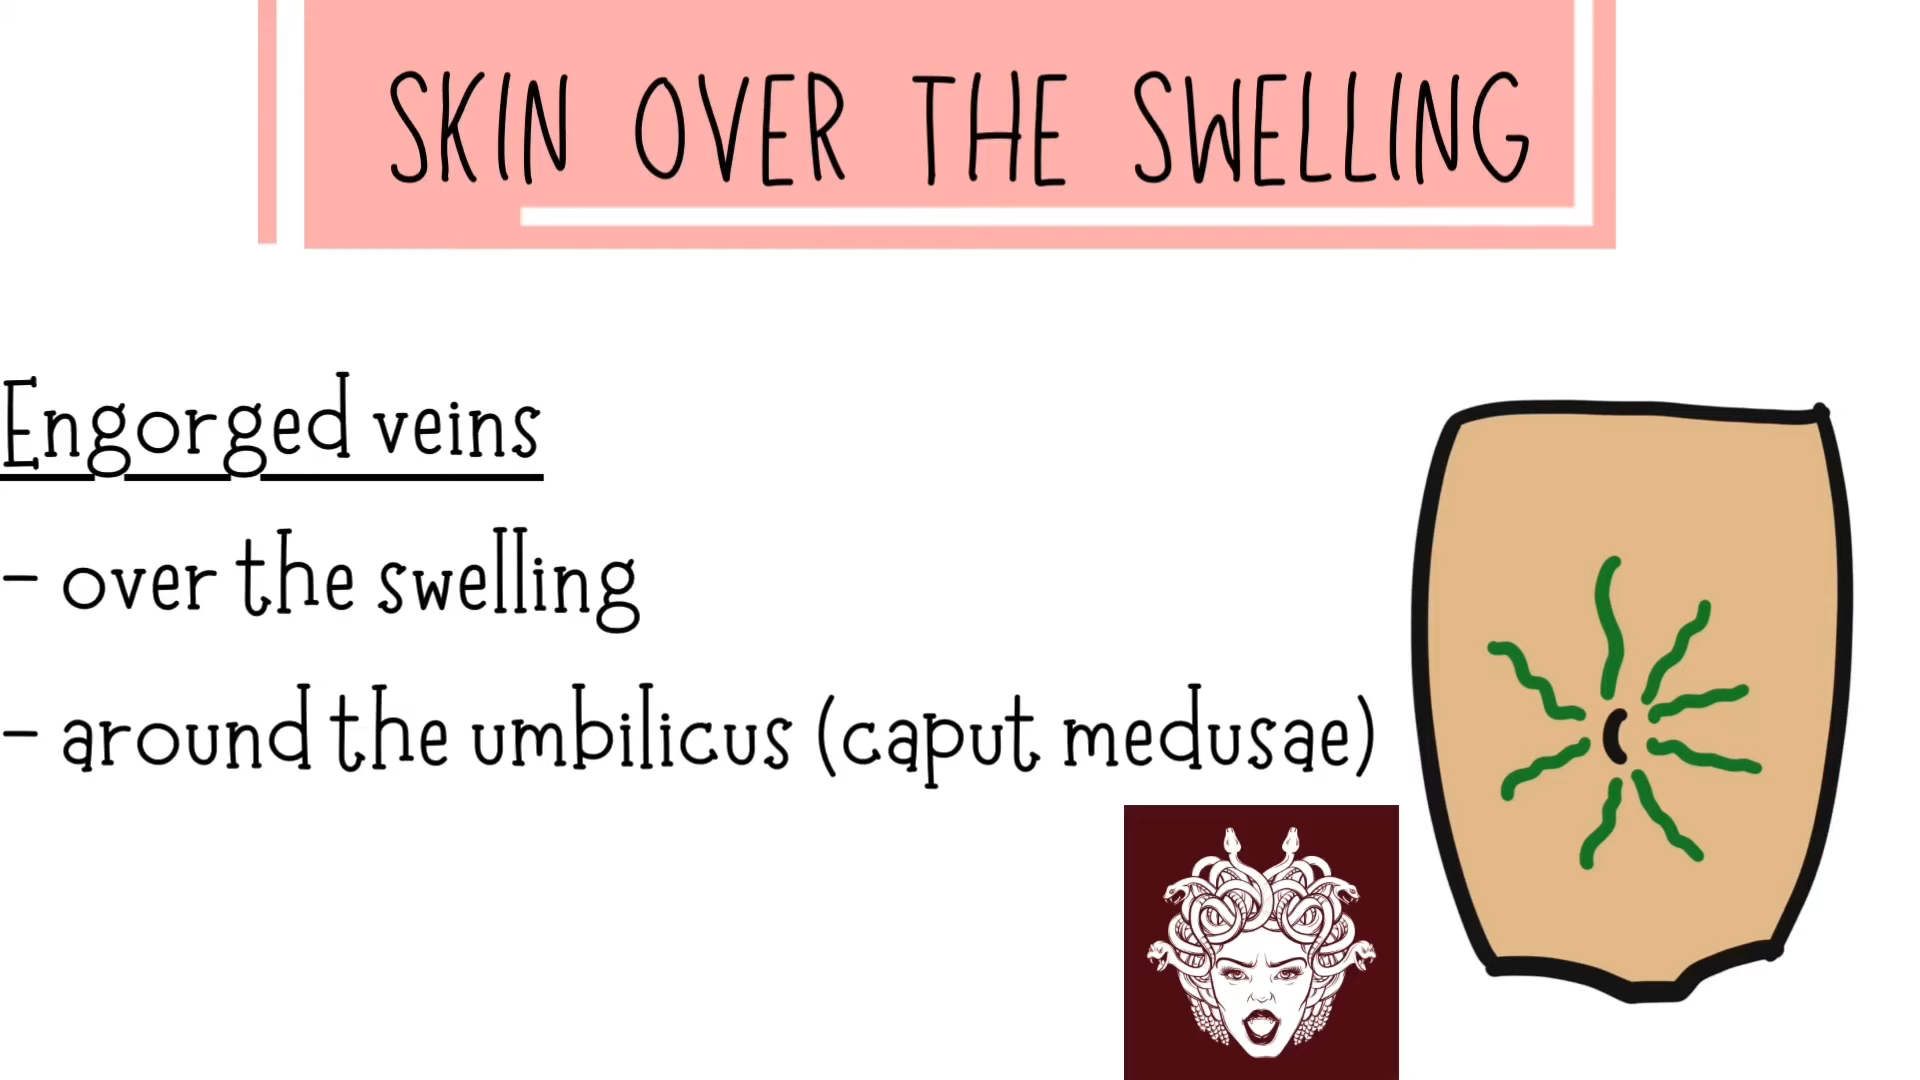 SKIN OVER THE SWELLING
Engorged veins
- over the swelling
- around the umbilicus (caput medusae)